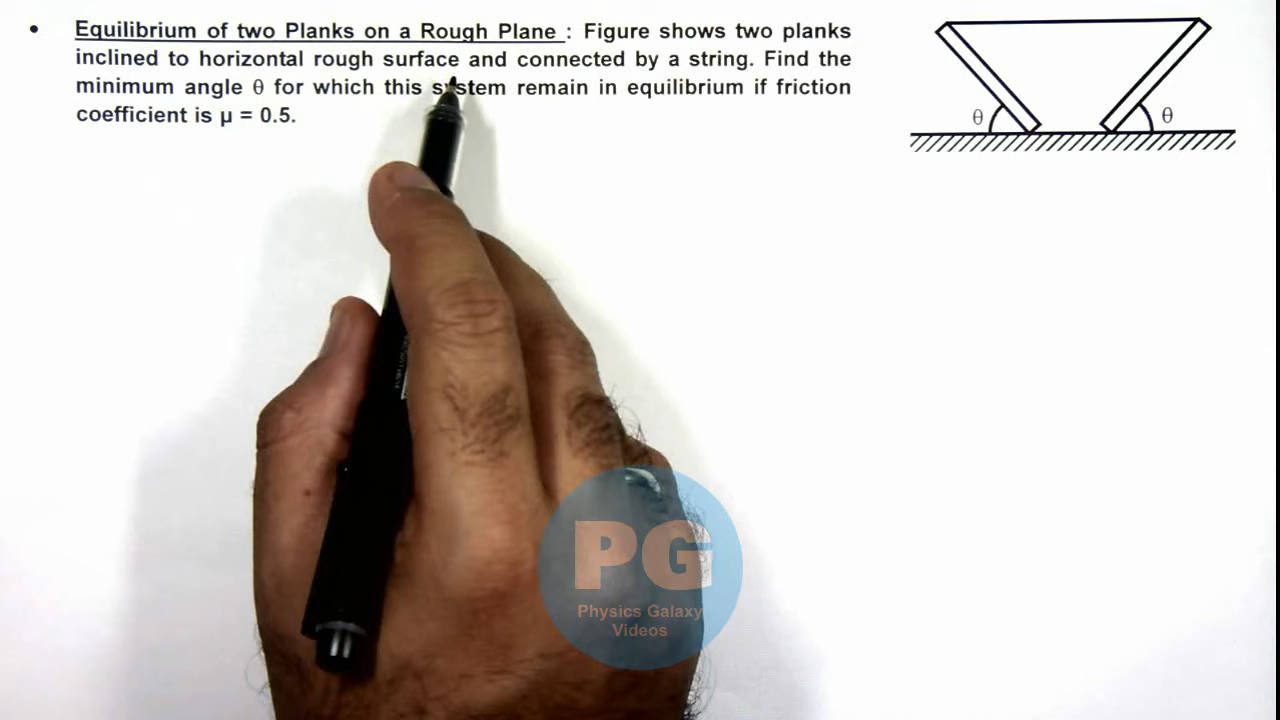 • Equilibrium of two Planks on a Rough Plane : Figure shows two planks
inclined to horizontal rough surface and connected by a string. Find the
minimum angle θ for which this system remain in equilibrium if friction
coefficient is μ = 0.5.
θ θ
PG
Physics Galaxy
Videos